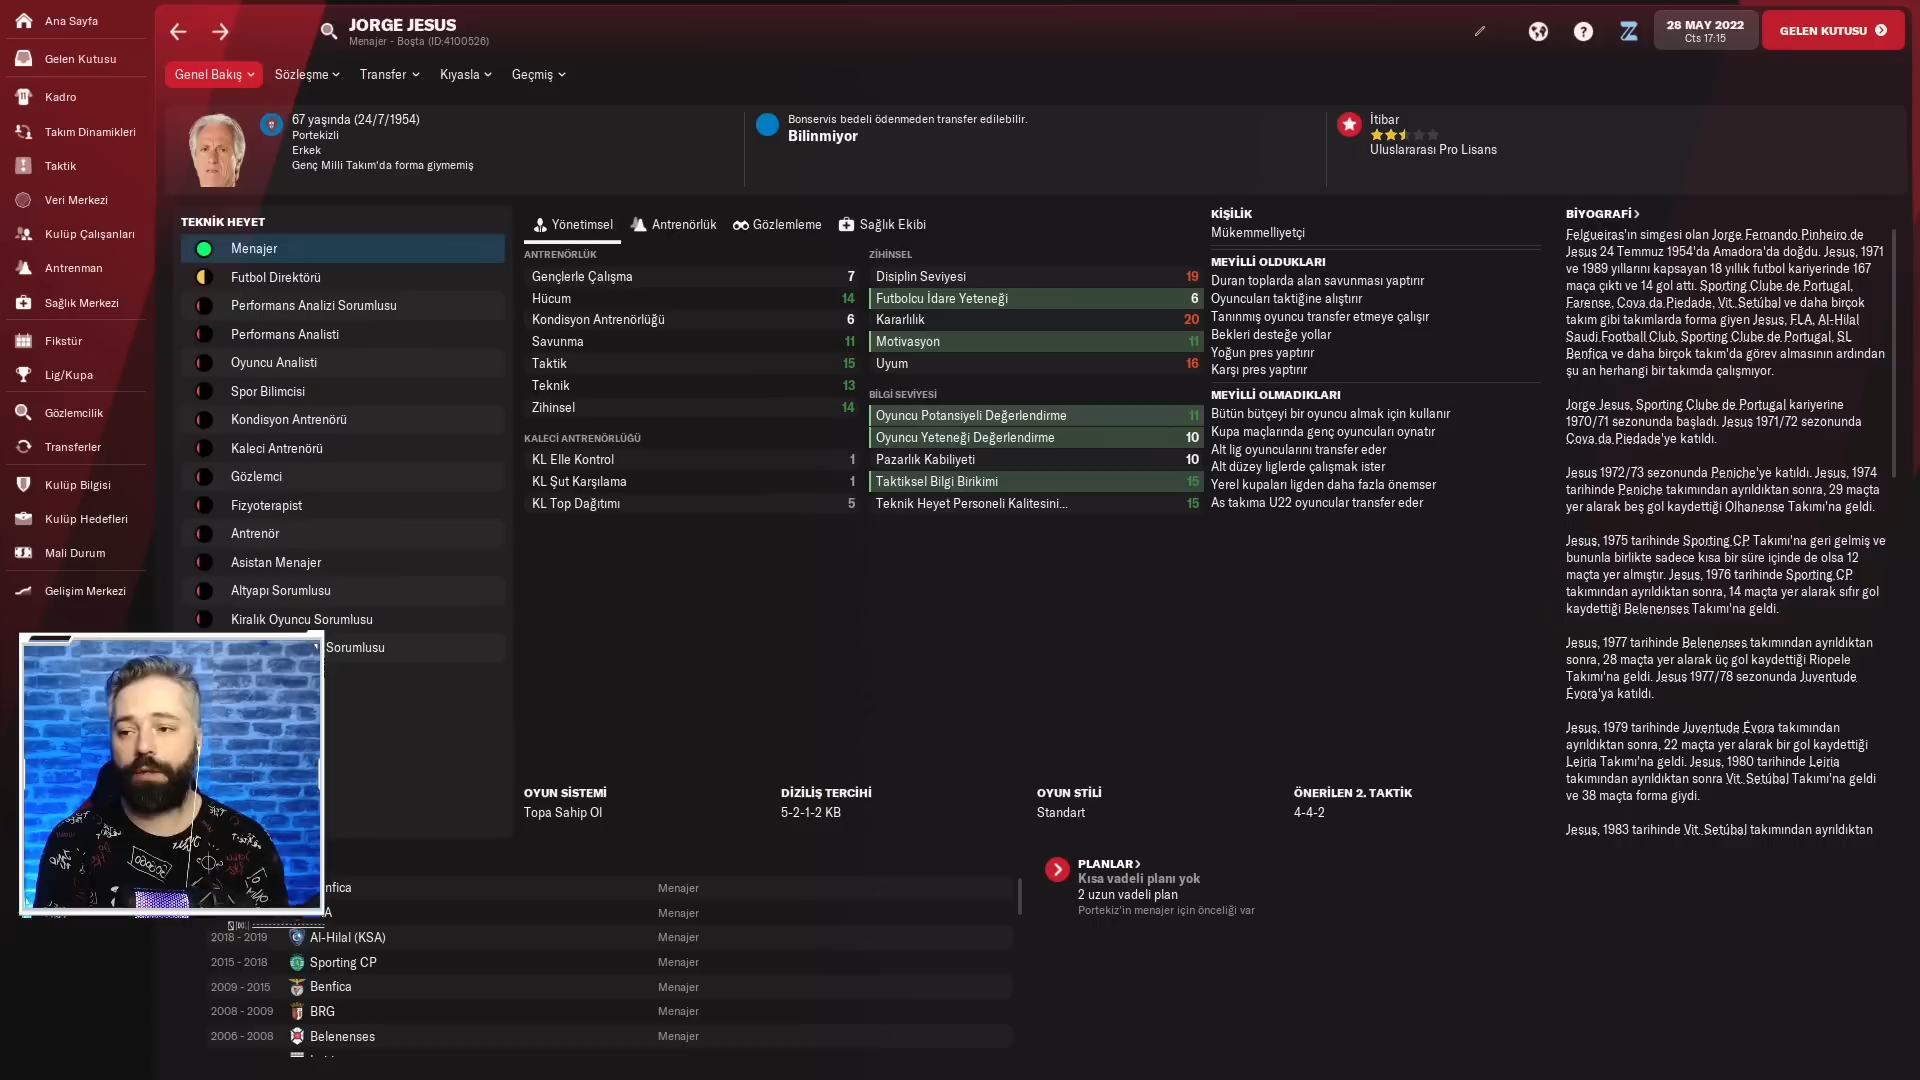 Ana Sayfa
Gelen Kutusu
Kadro
Takım Dinamikleri
Taktik
Veri Merkezi
Kulüp Çalışanları
Antrenman
Sağlık Merkezi
Fikstür
Lig/Kupa
Gözlemcilik
Transferler
Kulüp Bilgisi
Kulüp Hedefleri
Mali Durum
Gelişim Merkezi
JORGE JESUS
Menajer - Boşta (ID:4100526)
28 MAY 2022
Cts 17:15
GELEN KUTUSU
Genel Bakış
Sözleşme
Transfer
Kıyasla
Geçmiş
67 yaşında (24/7/1954)
Portekizli
Erkek
Genç Milli Takım'da forma giymemiş
Bonservis bedeli ödenmeden transfer edilebilir.
Bilinmiyor
İtibar
Uluslararası Pro Lisans
TEKNİK HEYET
Menajer
Futbol Direktörü
Performans Analizi Sorumlusu
Performans Analisti
Oyuncu Analisti
Spor Bilimcisi
Kondisyon Antrenörü
Kaleci Antrenörü
Gözlemci
Fizyoterapist
Antrenör
Asistan Menajer
Altyapı Sorumlusu
Kiralık Oyuncu Sorumlusu
Sorumlusu
Yönetimsel
Antrenörlük
Gözlemleme
Sağlık Ekibi
ANTRENÖRLÜK
Gençlerle Çalışma 7
Hücum 14
Kondisyon Antrenörlüğü 6
Savunma 11
Taktik 15
Teknik 13
Zihinsel 14
KALECİ ANTRENÖRLÜĞÜ
KL Elle Kontrol 1
KL Şut Karşılama 1
KL Top Dağıtımı 5
ZİHİNSEL
Disiplin Seviyesi 19
Futbolcu İdare Yeteneği 6
Kararlılık 20
Motivasyon 11
Uyum 16
BİLGİ SEVİYESİ
Oyuncu Potansiyeli Değerlendirme 11
Oyuncu Yeteneği Değerlendirme 10
Pazarlık Kabiliyeti 10
Taktiksel Bilgi Birikimi 15
Teknik Heyet Personeli Kalitesini... 15
KİŞİLİK
Mükemmelliyetçi
MEYİLLİ OLDUKLARI
Duran toplarda alan savunması yaptırır
Oyuncuları taktiğine alıştırır
Tanınmış oyuncu transfer etmeye çalışır
Bekleri desteğe yollar
Yoğun pres yaptırır
Karşı pres yaptırır
MEYİLLİ OLMADIKLARI
Bütün bütçeyi bir oyuncu almak için kullanır
Kupa maçlarında genç oyuncuları oynatır
Alt lig oyuncularını transfer eder
Alt düzey liglerde çalışmak ister
Yerel kupaları ligden daha fazla önemser
As takıma U22 oyuncular transfer eder
BİYOGRAFİ
Felgueiras'ın simgesi olan Jorge Fernando Pinheiro de
Jesus 24 Temmuz 1954'da Amadora'da doğdu. Jesus, 1971
ve 1989 yıllarını kapsayan 18 yıllık futbol kariyerinde 167
maça çıktı ve 14 gol attı. Sporting Clube de Portugal,
Farense, Cova da Piedade, Vit. Setúbal ve daha birçok
takım gibi takımlarda forma giyen Jesus, FLA, Al-Hilal
Saudi Football Club, Sporting Clube de Portugal, SL
Benfica ve daha birçok takım'da görev almasının ardından
şu an herhangi bir takımda çalışmıyor.
Jorge Jesus, Sporting Clube de Portugal kariyerine
1970/71 sezonunda başladı. Jesus 1971/72 sezonunda
Cova da Piedade'ye katıldı.
Jesus 1972/73 sezonunda Peniche'ye katıldı. Jesus, 1974
tarihinde Peniche takımından ayrıldıktan sonra, 29 maçta
yer alarak beş gol kaydettiği Olhanense Takımı'na geldi.
Jesus, 1975 tarihinde Sporting CP Takımı'na geri gelmiş ve
bununla birlikte sadece kısa bir süre içinde de olsa 12
maçta yer almıştır. Jesus, 1976 tarihinde Sporting CP
takımından ayrıldıktan sonra, 14 maçta yer alarak sıfır gol
kaydettiği Belenenses Takımı'na geldi.
Jesus, 1977 tarihinde Belenenses takımından ayrıldıktan
sonra, 28 maçta yer alarak üç gol kaydettiği Riopele
Takımı'na geldi. Jesus 1977/78 sezonunda Juventude
Évora'ya katıldı.
Jesus, 1979 tarihinde Juventude Évora takımından
ayrıldıktan sonra, 22 maçta yer alarak bir gol kaydettiği
Leiria Takımı'na geldi. Jesus, 1980 tarihinde Leiria
takımından ayrıldıktan sonra Vit. Setúbal Takımı'na geldi
ve 38 maçta forma giydi.
Jesus, 1983 tarihinde Vit. Setúbal takımından ayrıldıktan
OYUN SİSTEMİ
Topa Sahip Ol
DİZİLİŞ TERCİHİ
5-2-1-2 KB
OYUN STİLİ
Standart
ÖNERİLEN 2. TAKTİK
4-4-2
nfica Menajer
A Menajer
2018 - 2019 Al-Hilal (KSA) Menajer
2015 - 2018 Sporting CP Menajer
2009 - 2015 Benfica Menajer
2008 - 2009 BRG Menajer
2006 - 2008 Belenenses Menajer
PLANLAR
Kısa vadeli planı yok
2 uzun vadeli plan
Portekiz'in menajer için önceliği var